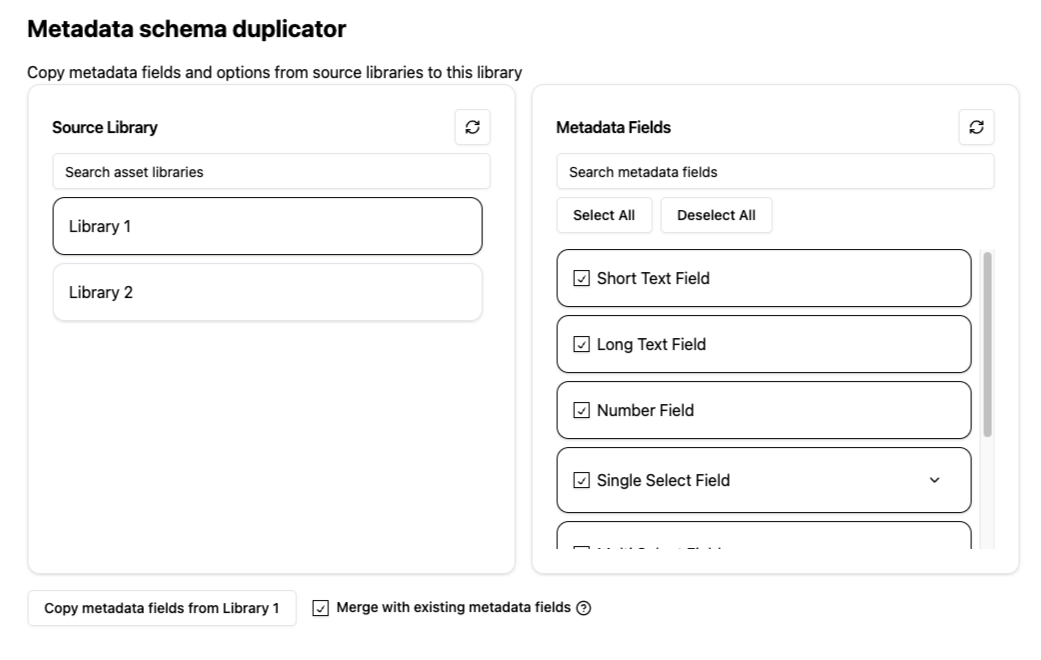 Metadata schema duplicator
Copy metadata fields and options from source libraries to this library
Source Library
Search asset libraries
Library 1
Library 2
Metadata Fields
Search metadata fields
Select All
Deselect All
Short Text Field
Long Text Field
Number Field
Single Select Field
Copy metadata fields from Library 1
Merge with existing metadata fields